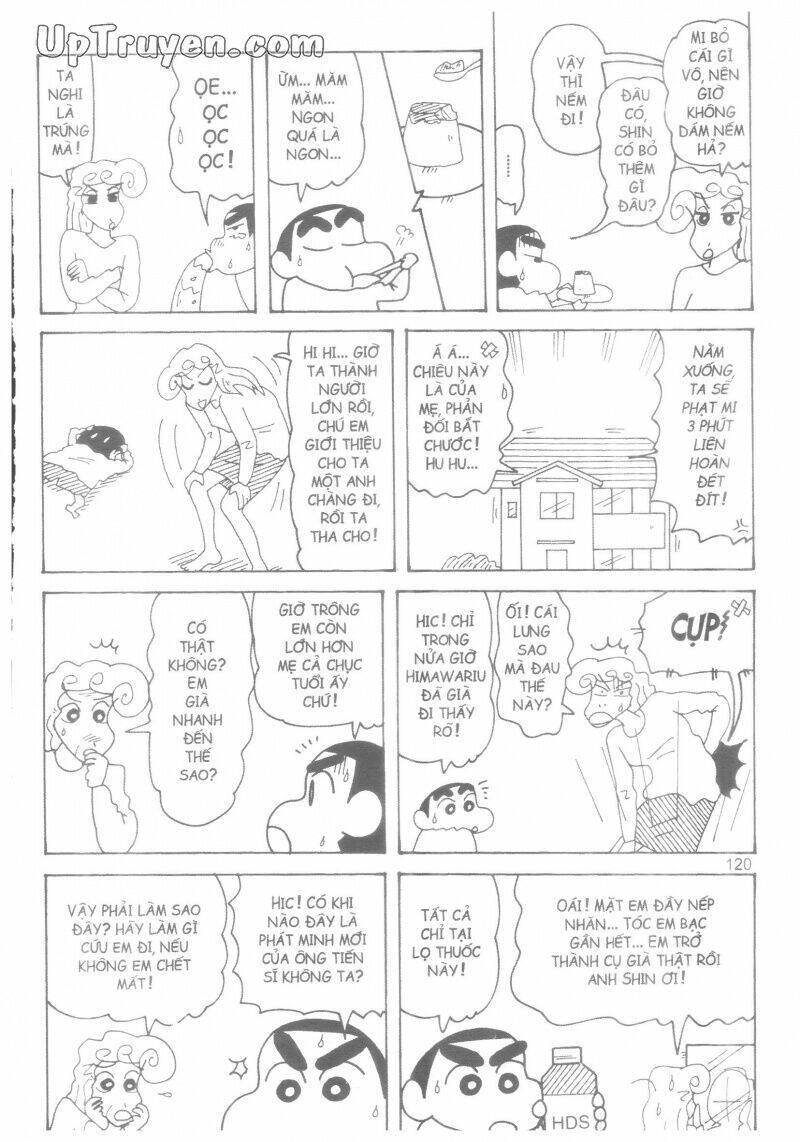 UpTruyen.com
MI BỎ
CÁI GÌ
VÔ, NÊN
GIỜ
KHÔNG
DÁM NẾM
HẢ?
ĐÂU
CÓ,
SHIN
CÓ BỎ
THÊM
GÌ
ĐÂU?
VẬY
THÌ
NẾM
ĐI!
........
ỪM... MĂM
MĂM...
NGON
QUÁ LÀ
NGON...
ỌE...
ỌC
ỌC
ỌC!
TA
NGHI
LÀ
TRÚNG
MÀ!
NẰM
XUỐNG
TA SẼ
PHẠT MI
3 PHÚT
LIÊN
HOÀN
ĐÉT
ĐÍT!
Á Á...
CHIÊU NÀY
LÀ CỦA
MẸ, PHẢN
ĐỐI BẮT
CHƯỚC!
HU HU...
HI HI... GIỜ
TA THÀNH
NGƯỜI
LỚN RỒI,
CHÚ EM
GIỚI THIỆU
CHO TA
MỘT ANH
CHÀNG ĐI,
RỒI TA
THA CHO!
CỤP!
ỐI! CÁI
LƯNG
SAO
MÀ ĐAU
THẾ
NÀY?
HIC! CHỈ
TRONG
NỬA GIỜ
HIMAWARIU
ĐÃ GIÀ
ĐI THẤY
RÕ!
GIỜ TRÔNG
EM CÒN
LỚN HƠN
MẸ CẢ CHỤC
TUỔI ẤY
CHỨ!
CÓ
THẬT
KHÔNG?
EM
GIÀ
NHANH
ĐẾN
THẾ
SAO?
120
OÁI! MẶT EM ĐẦY NẾP
NHĂN... TÓC EM BẠC
GẦN HẾT... EM TRỞ
THÀNH CỤ GIÀ THẬT RỒI
ANH SHIN ƠI!
TẤT CẢ
CHỈ TẠI
LỌ THUỐC
NÀY!
HDS
HIC! CÓ KHI
NÀO ĐÂY LÀ
PHÁT MINH MỚI
CỦA ÔNG TIẾN
SĨ KHÔNG TA?
VẬY PHẢI LÀM SAO
ĐÂY? HÃY LÀM GÌ
CỨU EM ĐI, NẾU
KHÔNG EM CHẾT
MẤT!